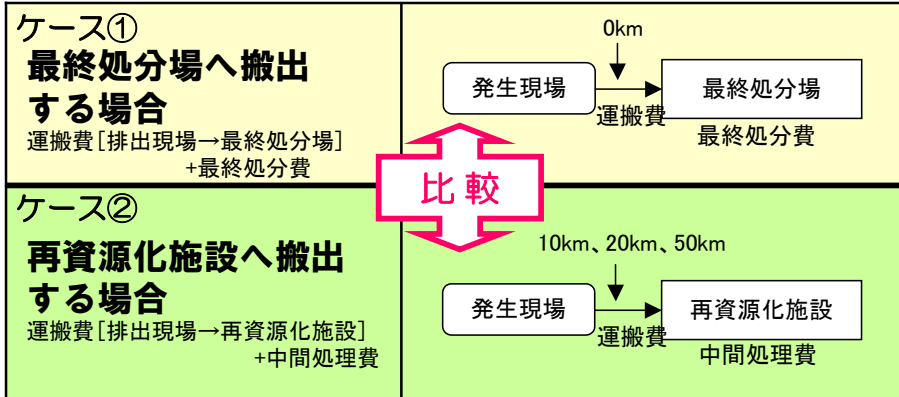 ケース①
最終処分場へ搬出
する場合
運搬費[排出現場→最終処分場]
+最終処分費
0km
発生現場
運搬費
最終処分場
最終処分費
比較
ケース②
再資源化施設へ搬出
する場合
運搬費[排出現場→再資源化施設]
+中間処理費
10km、20km、50km
発生現場
運搬費
再資源化施設
中間処理費